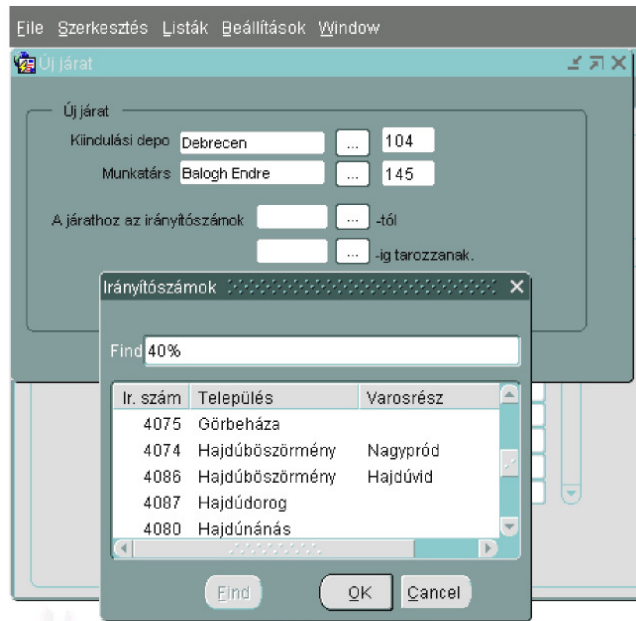 File Szerkesztés Listák Beállítások Window
Új járat
Új járat
Kiindulási depo Debrecen ... 104
Munkatárs Balogh Endre ... 145
A járathoz az irányítószámok ... -tól
... -ig tarozzanak.
Irányítószámok
Find 40%
Ir. szám Település Varosrész
4075 Görbeháza
4074 Hajdúböszörmény Nagypród
4086 Hajdúböszörmény Hajdúvid
4087 Hajdúdorog
4080 Hajdúnánás
Find OK Cancel